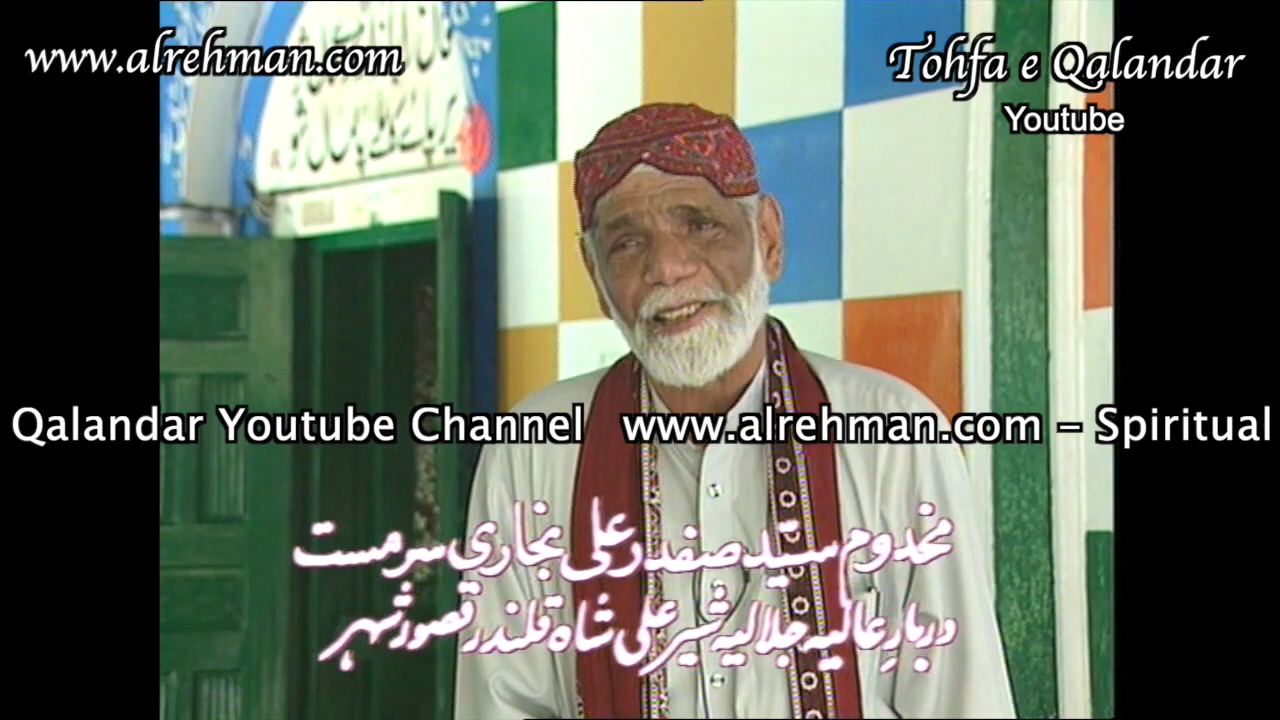 www.alrehman.com
Tohfa e Qalandar
Youtube
Qalandar Youtube Channel www.alrehman.com – Spiritual
مخدوم سیّد صفدر علی بخاری سرمست
دربارِ عالیہ جلالیہ شیر علی شاہ قلندر قصور شہر